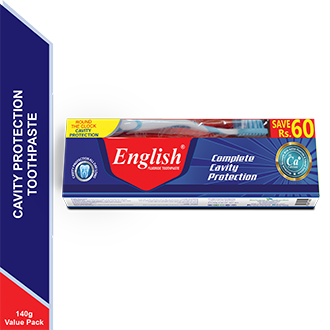 CAVITY PROTECTION
TOOTHPASTE
140g
Value Pack
ROUND
THE CLOCK
CAVITY
PROTECTION
SAVE
Rs.60
English®
FLUORIDE TOOTHPASTE
Complete
Cavity
Protection
Ca